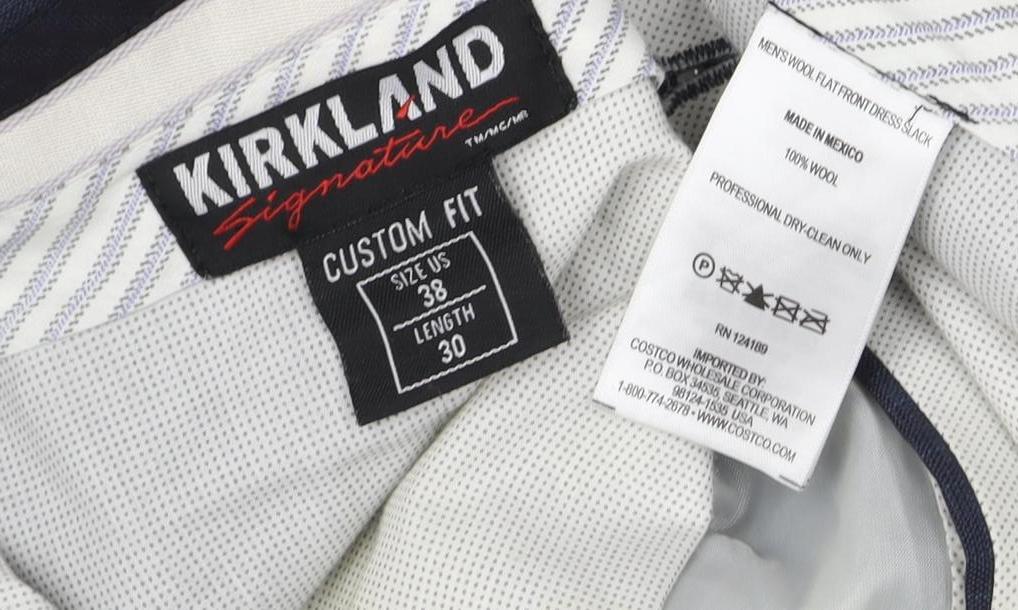 KIRKLAND
Signature
TM/MC/MR
CUSTOM FIT
SIZE US
38
LENGTH
30
MEN'S WOOL FLAT FRONT DRESS SLACK
MADE IN MEXICO
100% WOOL
PROFESSIONAL DRY-CLEAN ONLY
P
RN 124189
IMPORTED BY:
COSTCO WHOLESALE CORPORATION
P.O. BOX 34535, SEATTLE, WA
98124-1535 USA
1-800-774-2678 • WWW.COSTCO.COM